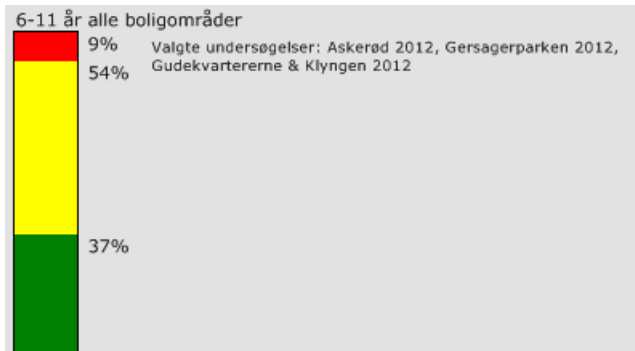 6-11 år alle boligområder
9%
Valgte undersøgelser: Askerød 2012, Gersagerparken 2012,
Gudekvartererne & Klyngen 2012
54%
37%